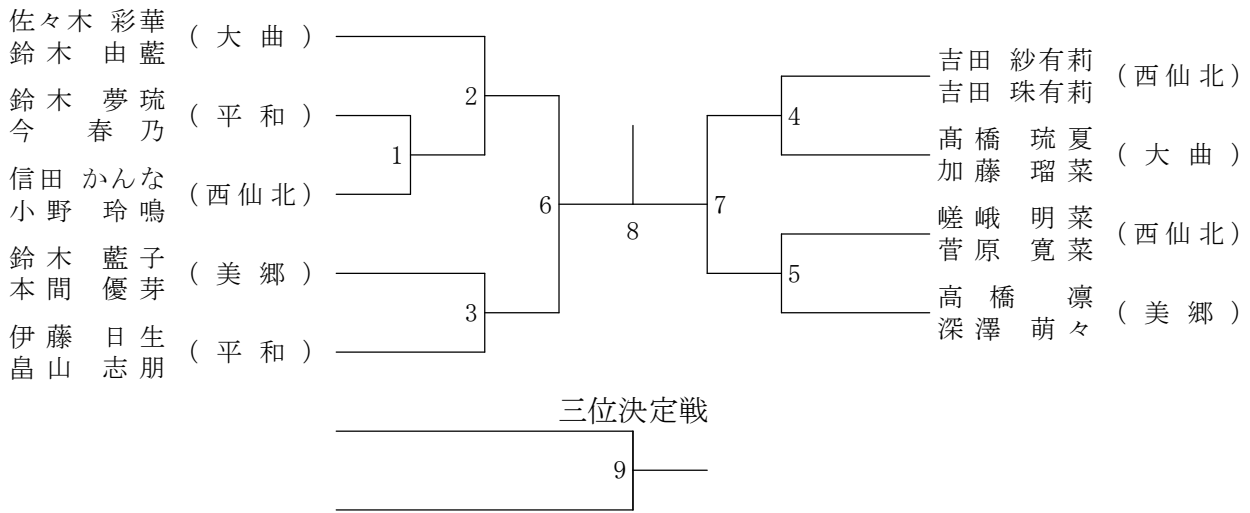 佐々木 彩華
鈴木 由藍 (大曲)
鈴木 夢琉
今 春乃 (平和)
信田 かんな
小野 玲鳴 (西仙北)
鈴木 藍子
本間 優芽 (美郷)
伊藤 日生
畠山 志朋 (平和)
2
1
6
3
8
吉田 紗有莉
吉田 珠有莉 (西仙北)
髙橋 琉夏
加藤 瑠菜 (大曲)
嵯峨 明菜
菅原 寛菜 (西仙北)
高橋 凛
深澤 萌々 (美郷)
4
7
5
三位決定戦
9